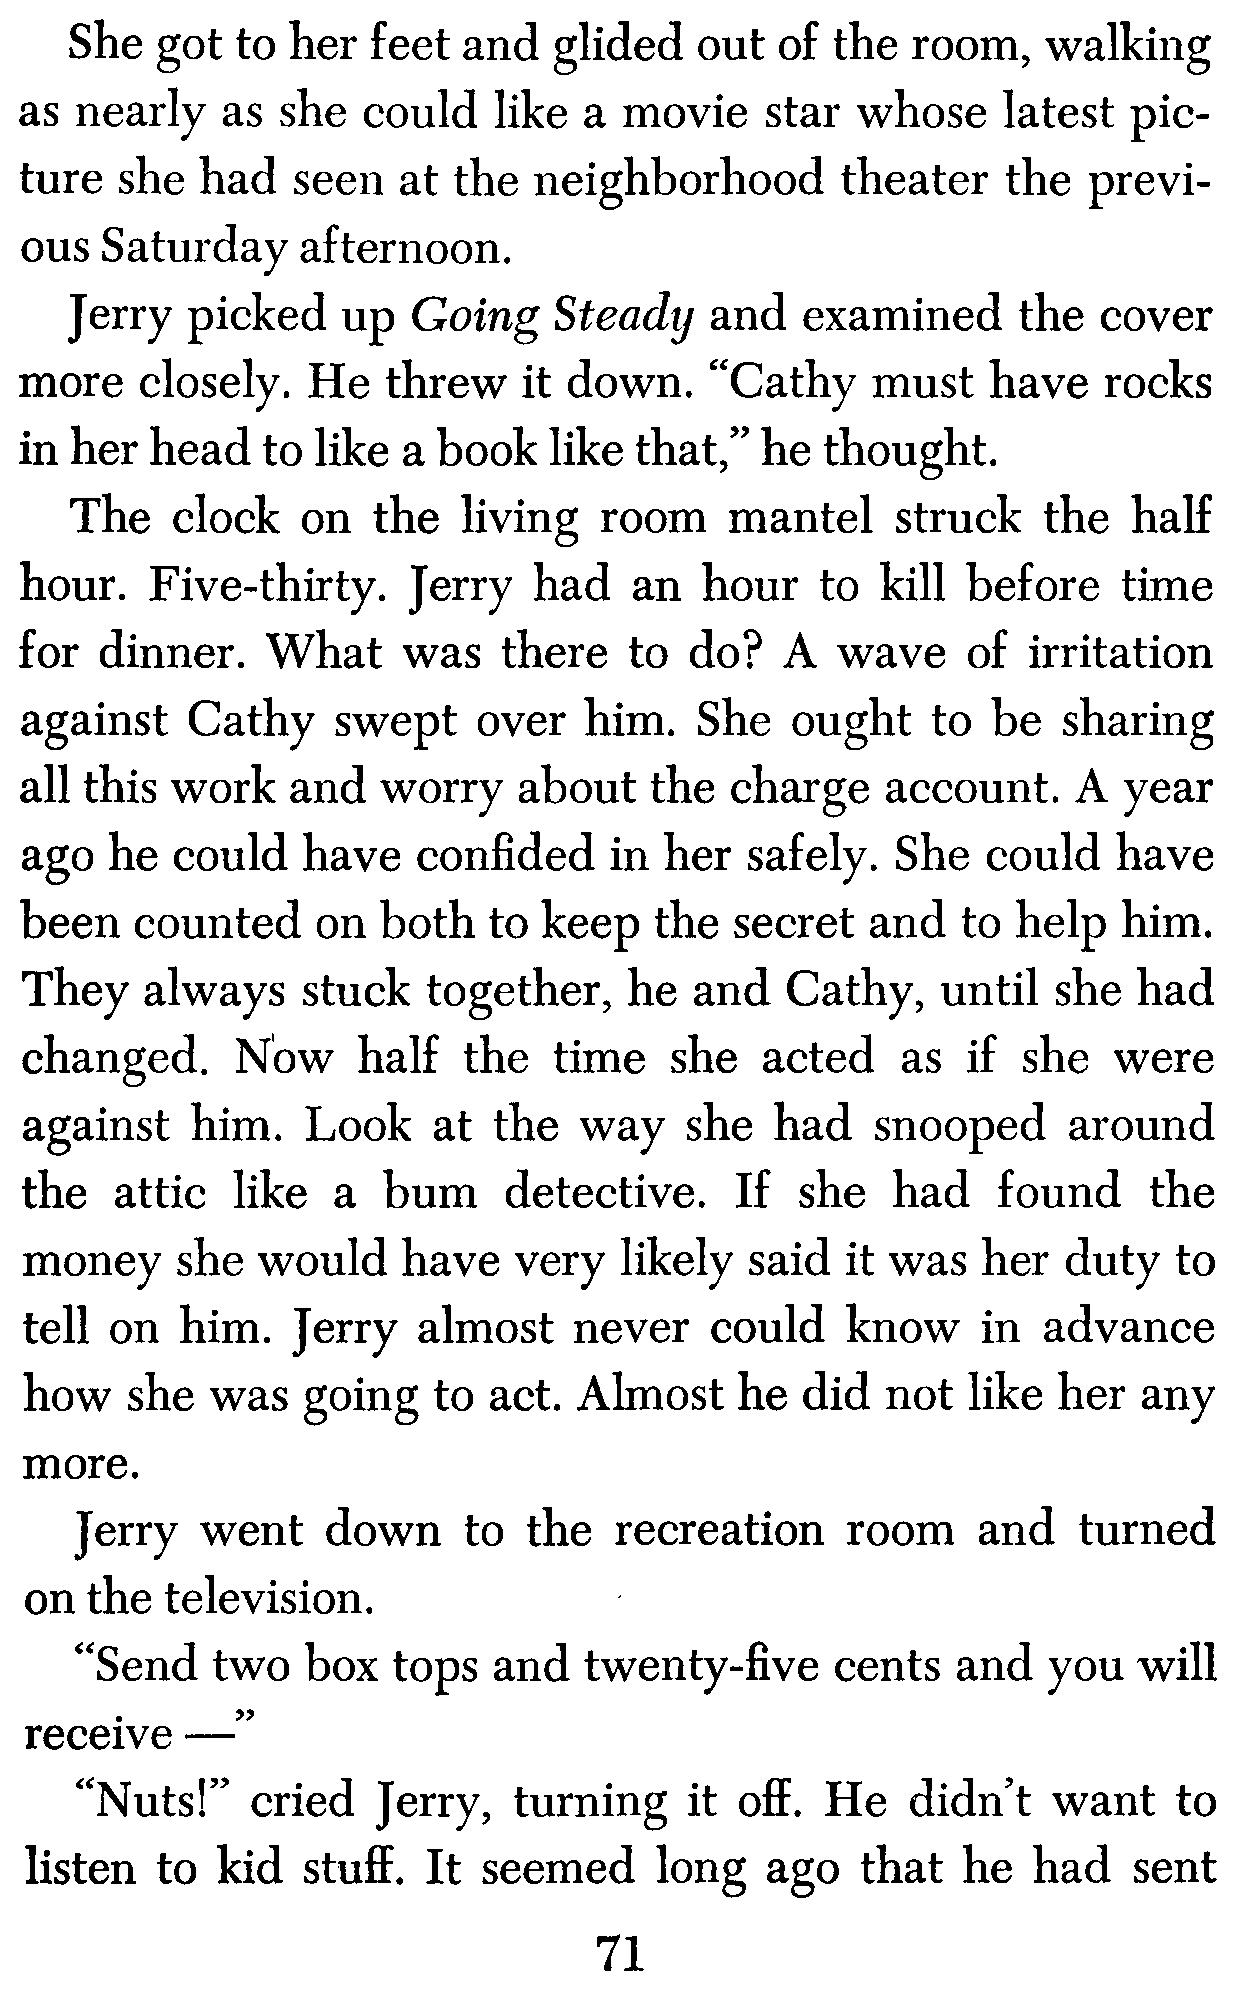 She got to her feet and glided out of the room, walking
as nearly as she could like a movie star whose latest pic-
ture she had seen at the neighborhood theater the previ-
ous Saturday afternoon.
Jerry picked up Going Steady and examined the cover
more closely. He threw it down. “Cathy must have rocks
in her head to like a book like that,” he thought.
The clock on the living room mantel struck the half
hour. Five-thirty. Jerry had an hour to kill before time
for dinner. What was there to do? A wave of irritation
against Cathy swept over him. She ought to be sharing
all this work and worry about the charge account. A year
ago he could have confided in her safely. She could have
been counted on both to keep the secret and to help him.
They always stuck together, he and Cathy, until she had
changed. Now half the time she acted as if she were
against him. Look at the way she had snooped around
the attic like a bum detective. If she had found the
money she would have very likely said it was her duty to
tell on him. Jerry almost never could know in advance
how she was going to act. Almost he did not like her any
more.
Jerry went down to the recreation room and turned
on the television.
“Send two box tops and twenty-five cents and you will
receive —”
“Nuts!” cried Jerry, turning it off. He didn’t want to
listen to kid stuff. It seemed long ago that he had sent
71